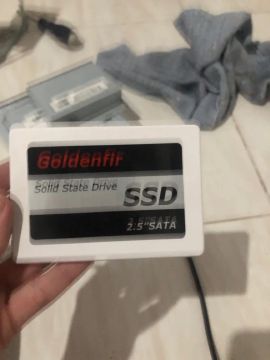 Goldenfir
Solid State Drive
SSD
2.5"SATA